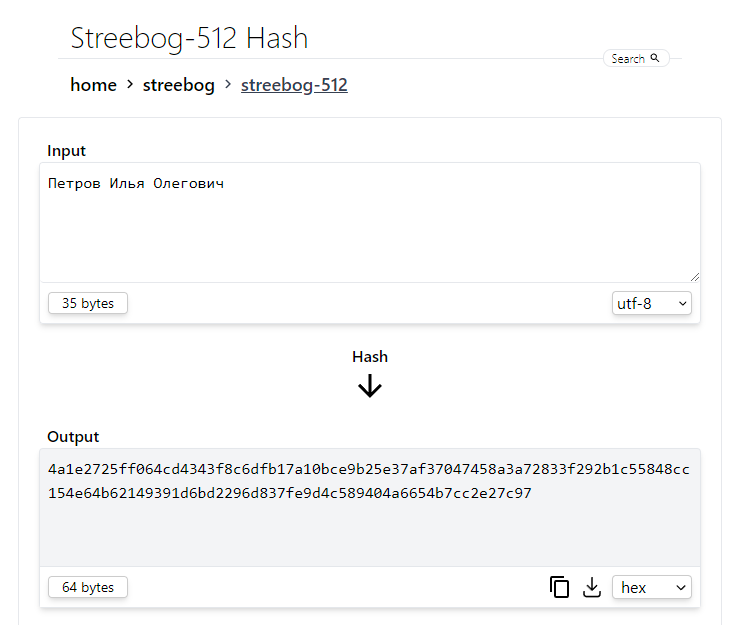 Streebog-512 Hash
Search
home > streebog > streebog-512
Input
Петров Илья Олегович
35 bytes
utf-8
Hash
Output
4a1e2725ff064cd4343f8c6dfb17a10bce9b25e37af37047458a3a72833f292b1c55848cc
154e64b62149391d6bd2296d837fe9d4c589404a6654b7cc2e27c97
64 bytes
hex